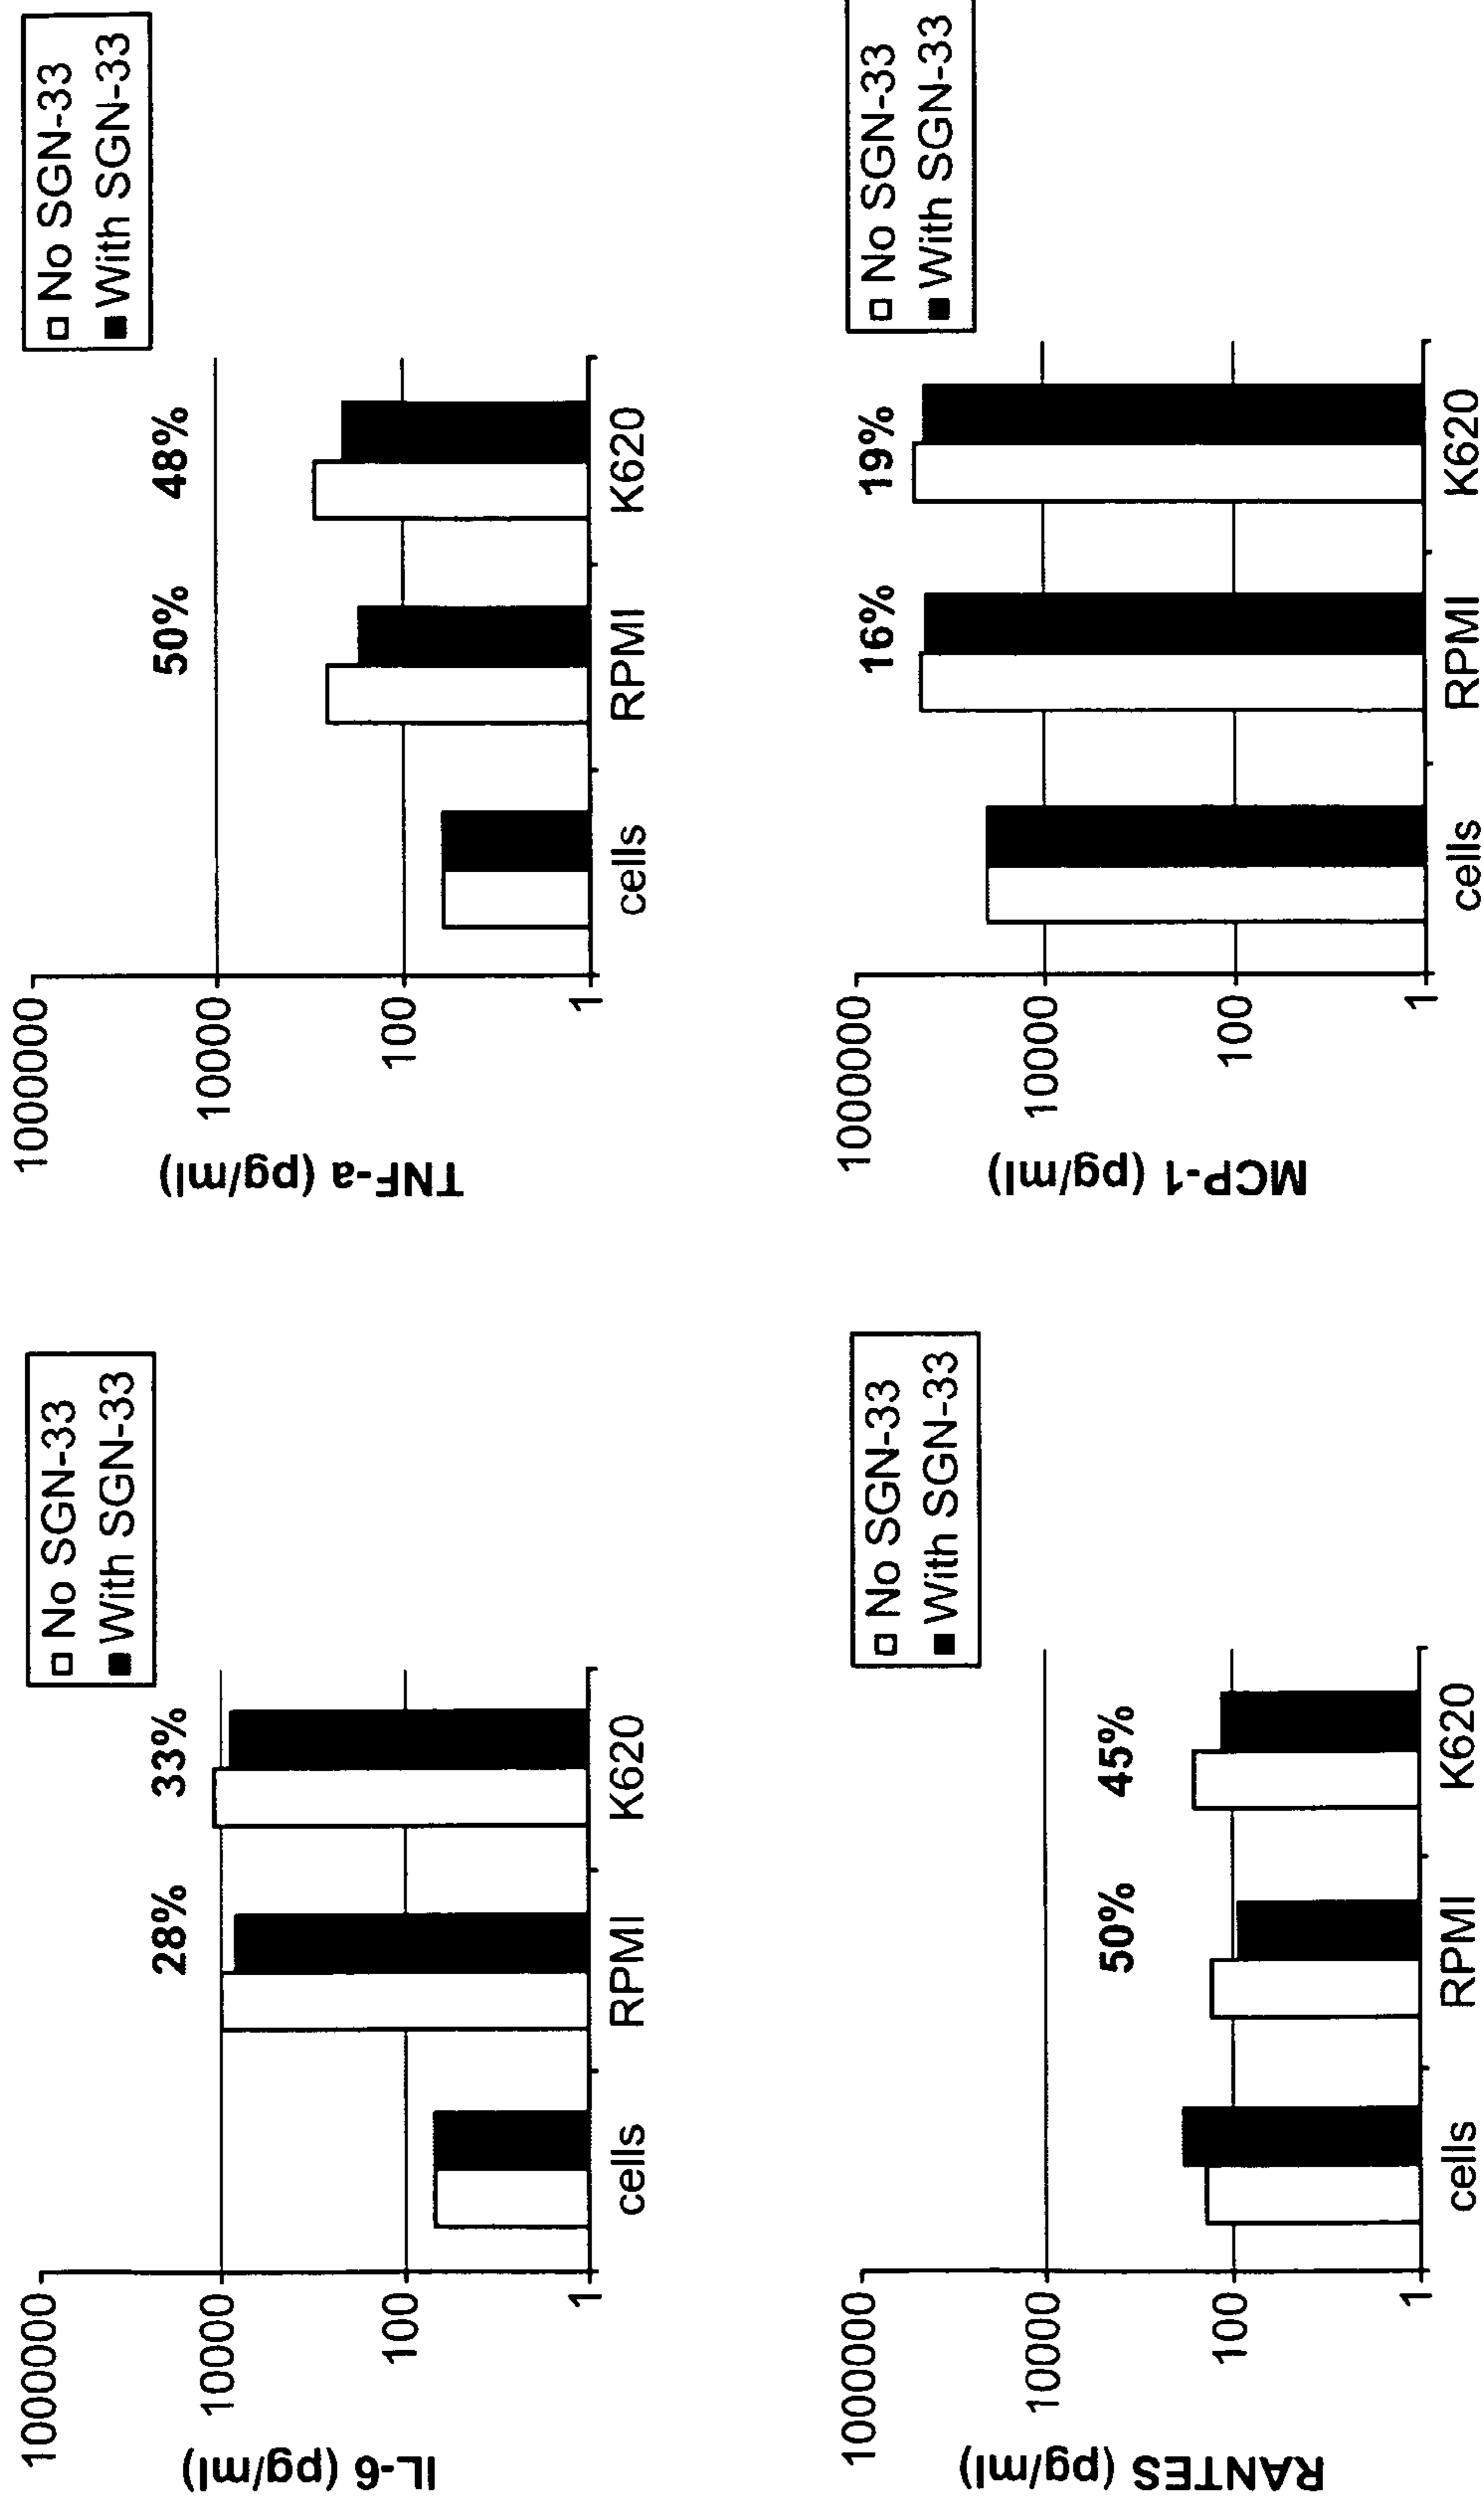 No SGN-33
With SGN-33
1000000
10000
100
1
IL-6 (pg/ml)
28%
33%
cells
RPMI
K620
No SGN-33
With SGN-33
1000000
10000
100
1
TNF-a (pg/ml)
50%
48%
cells
RPMI
K620
No SGN-33
With SGN-33
1000000
10000
100
1
RANTES (pg/ml)
50%
45%
cells
RPMI
K620
No SGN-33
With SGN-33
1000000
10000
100
1
MCP-1 (pg/ml)
16%
19%
cells
RPMI
K620